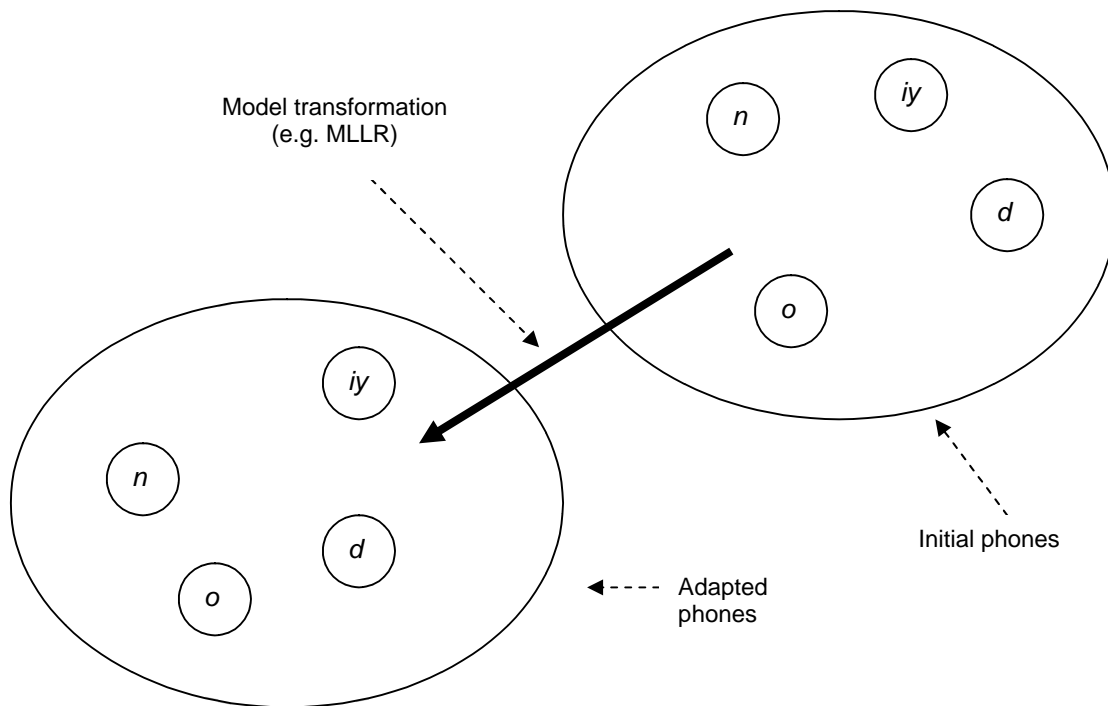 Model transformation
(e.g. MLLR)
n
iy
d
o
iy
n
d
o
Initial phones
Adapted
phones